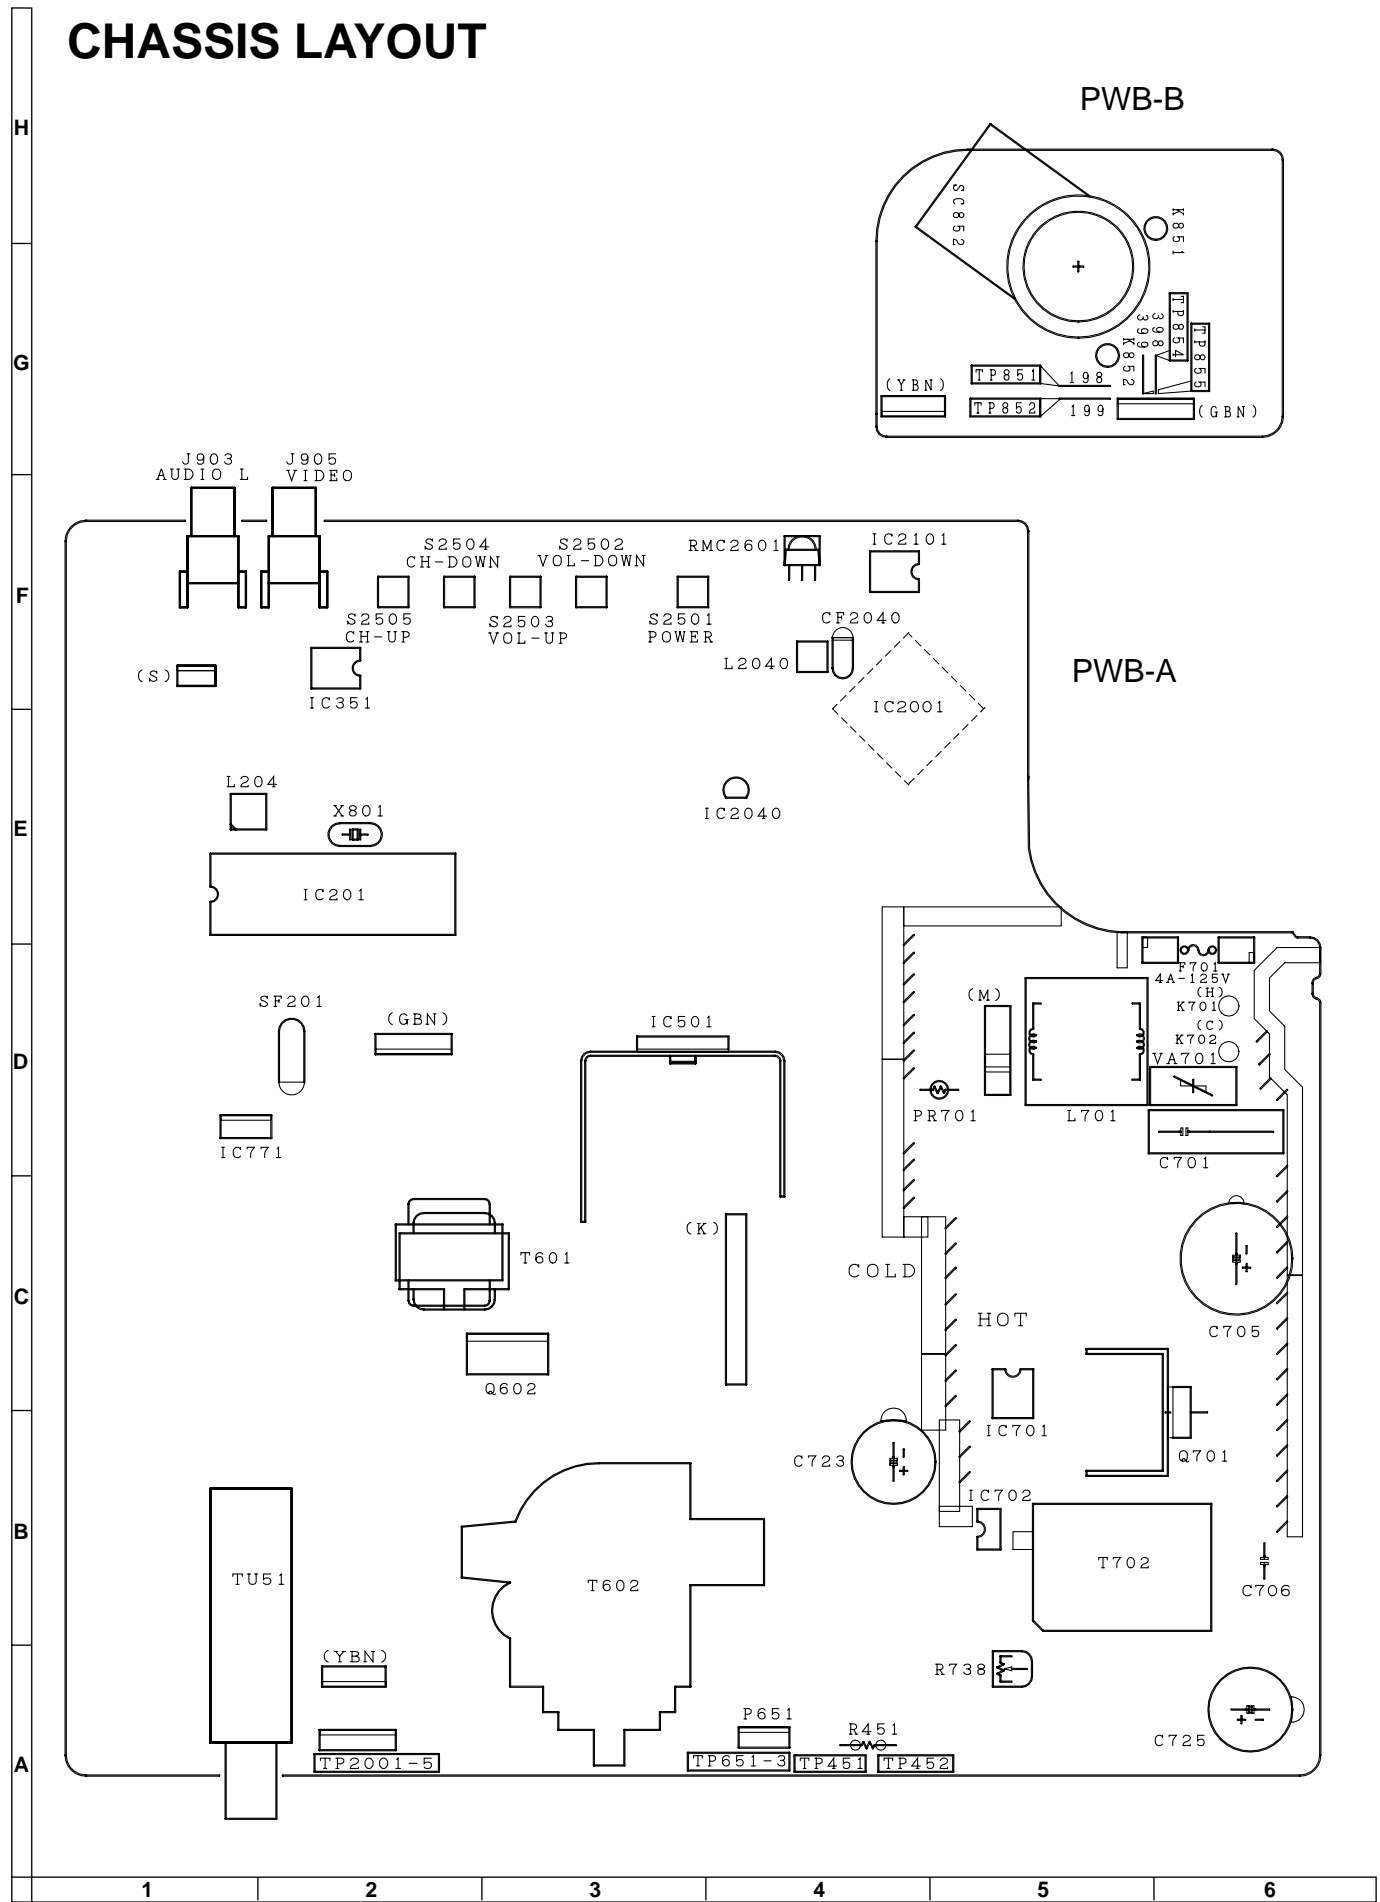 CHASSIS LAYOUT
PWB-B
H
SC852
K851
TP854
398
399
TP855
K852
G
(YBN)
TP851
198
TP852
199
(GBN)
J903
AUDIO L
J905
VIDEO
S2504
CH-DOWN
S2502
VOL-DOWN
RMC2601
IC2101
F
S2505
CH-UP
S2503
VOL-UP
S2501
POWER
CF2040
L2040
PWB-A
(S)
IC351
IC2001
L204
X801
IC2040
E
IC201
F701
4A-125V
(H)
K701
(C)
K702
SF201
(GBN)
IC501
(M)
D
VA701
PR701
L701
IC771
C701
(K)
T601
COLD
C
HOT
C705
Q602
IC701
C723
Q701
IC702
B
TU51
T602
T702
C706
(YBN)
R738
P651
R451
C725
A
TP2001-5
TP651-3
TP451
TP452
1
2
3
4
5
6